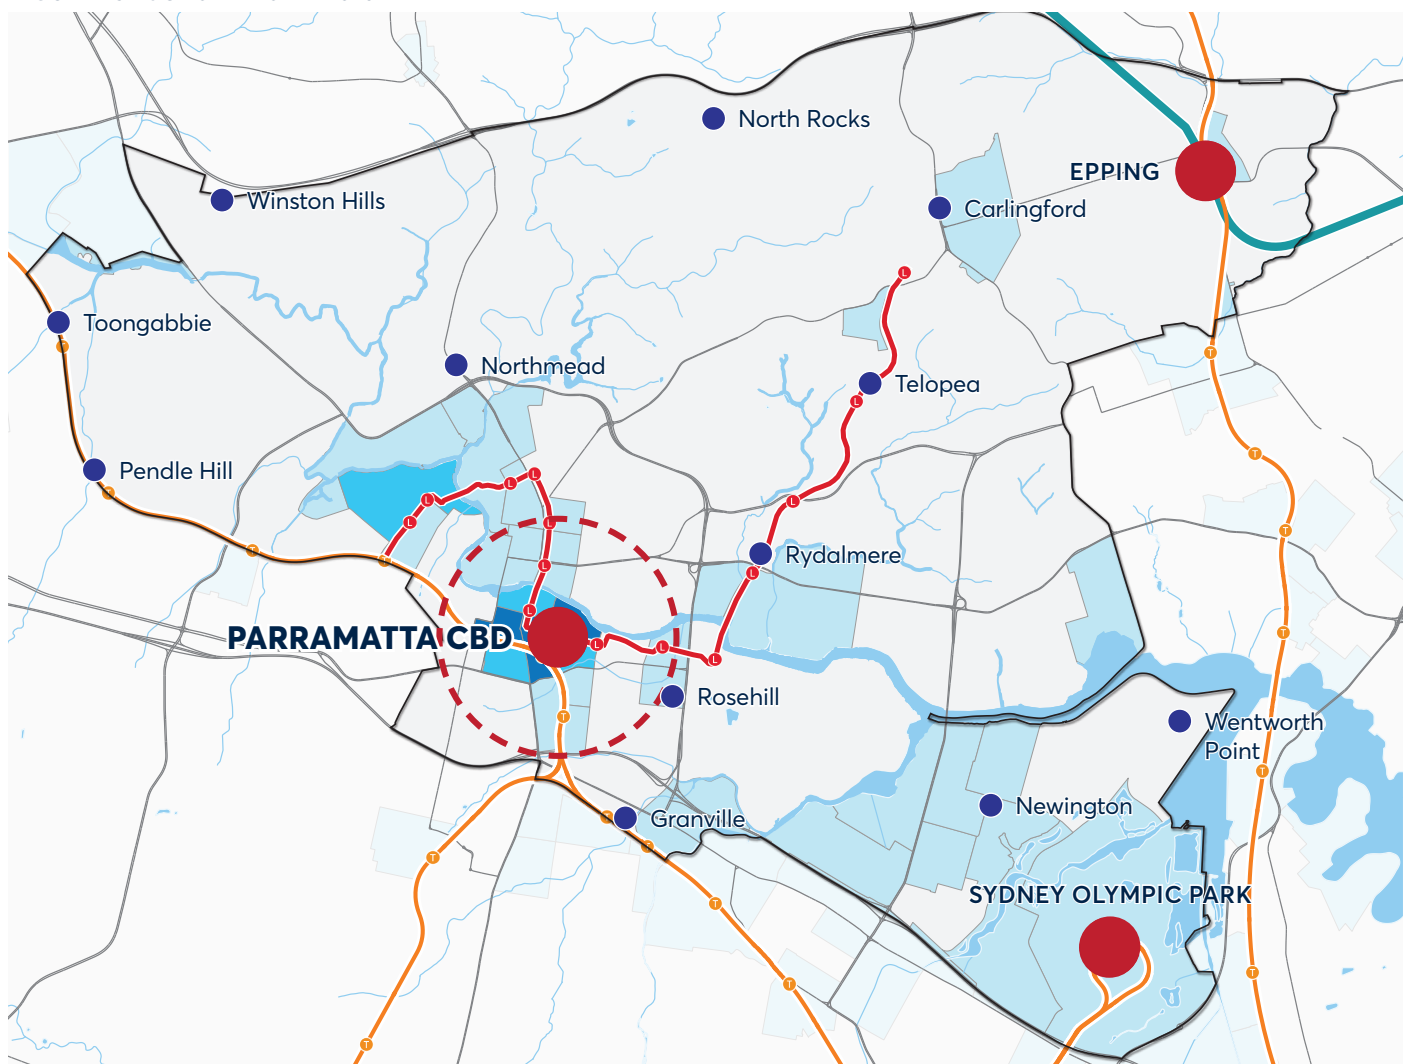 North Rocks
EPPING
Winston Hills
Carlingford
L
Toongabbie
T
T
Northmead
Telopea
L
T
Pendle Hill
T
L
L
L
L
L
L
T
T
T
L
Rydalmere
L
L
T
PARRAMATTA CBD
L
L
L
Rosehill
T
Wentworth
Point
T
Newington
T
Granville
T
T
SYDNEY OLYMPIC PARK
T
T
T
T